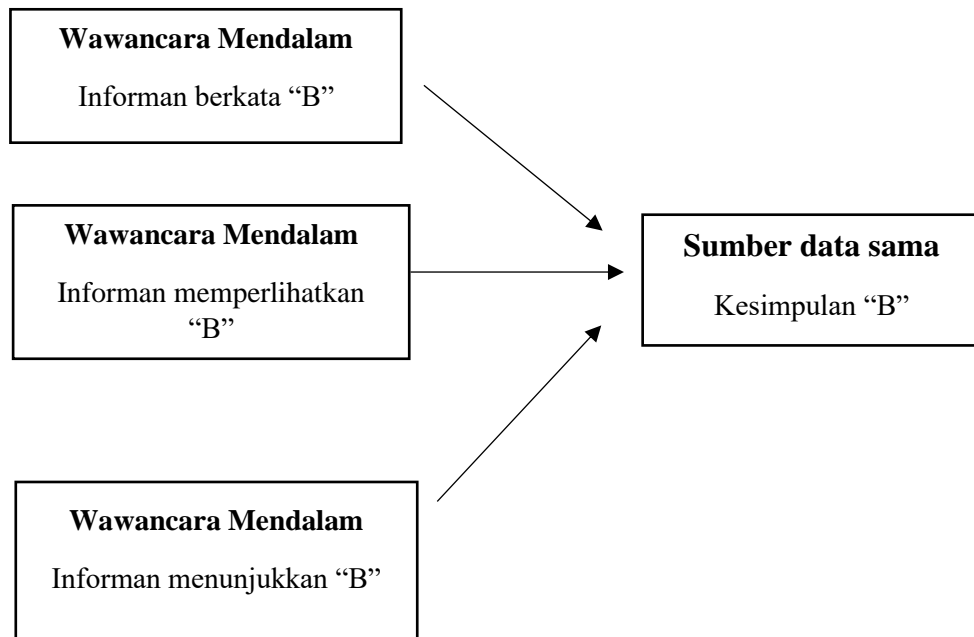 Wawancara Mendalam
Informan berkata “B”
Wawancara Mendalam
Informan memperlihatkan
“B”
Sumber data sama
Kesimpulan “B”
Wawancara Mendalam
Informan menunjukkan “B”